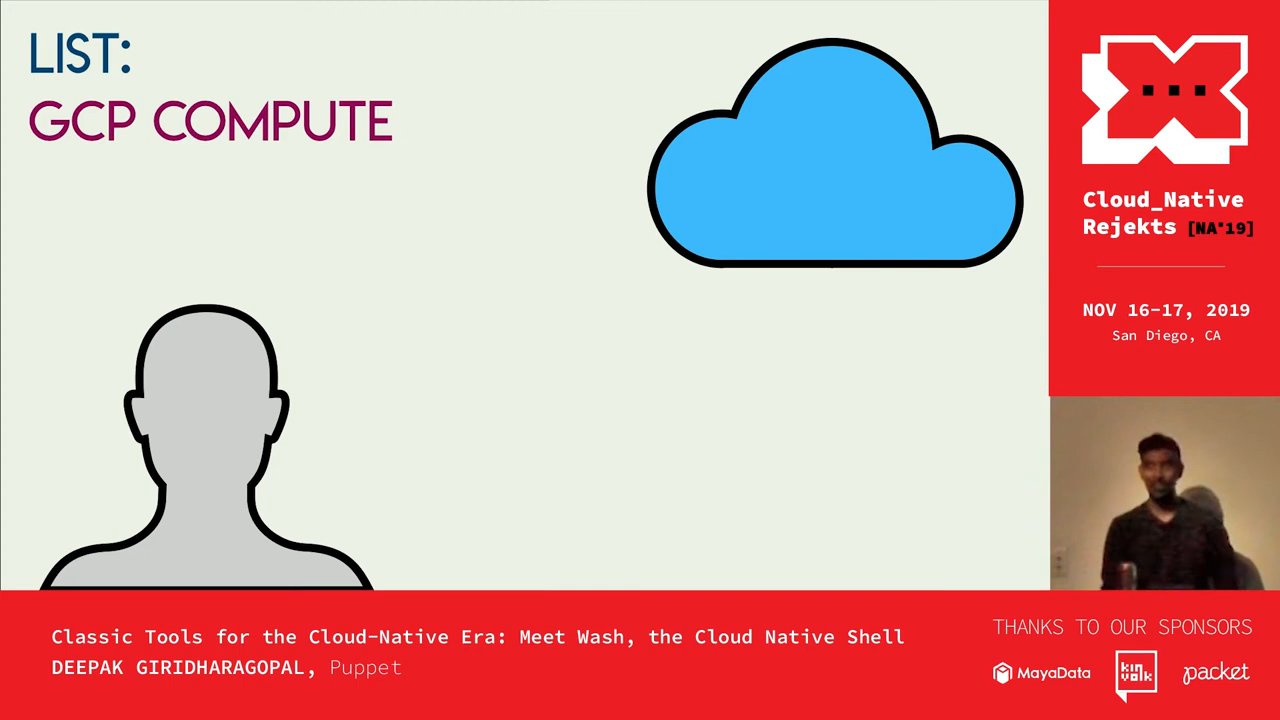 LIST:
GCP COMPUTE
Cloud_Native
Rejekts [NA'19]
NOV 16-17, 2019
San Diego, CA
Classic Tools for the Cloud-Native Era: Meet Wash, the Cloud Native Shell
DEEPAK GIRIDHARAGOPAL, Puppet
THANKS TO OUR SPONSORS
MayaData
kinvolk
packet